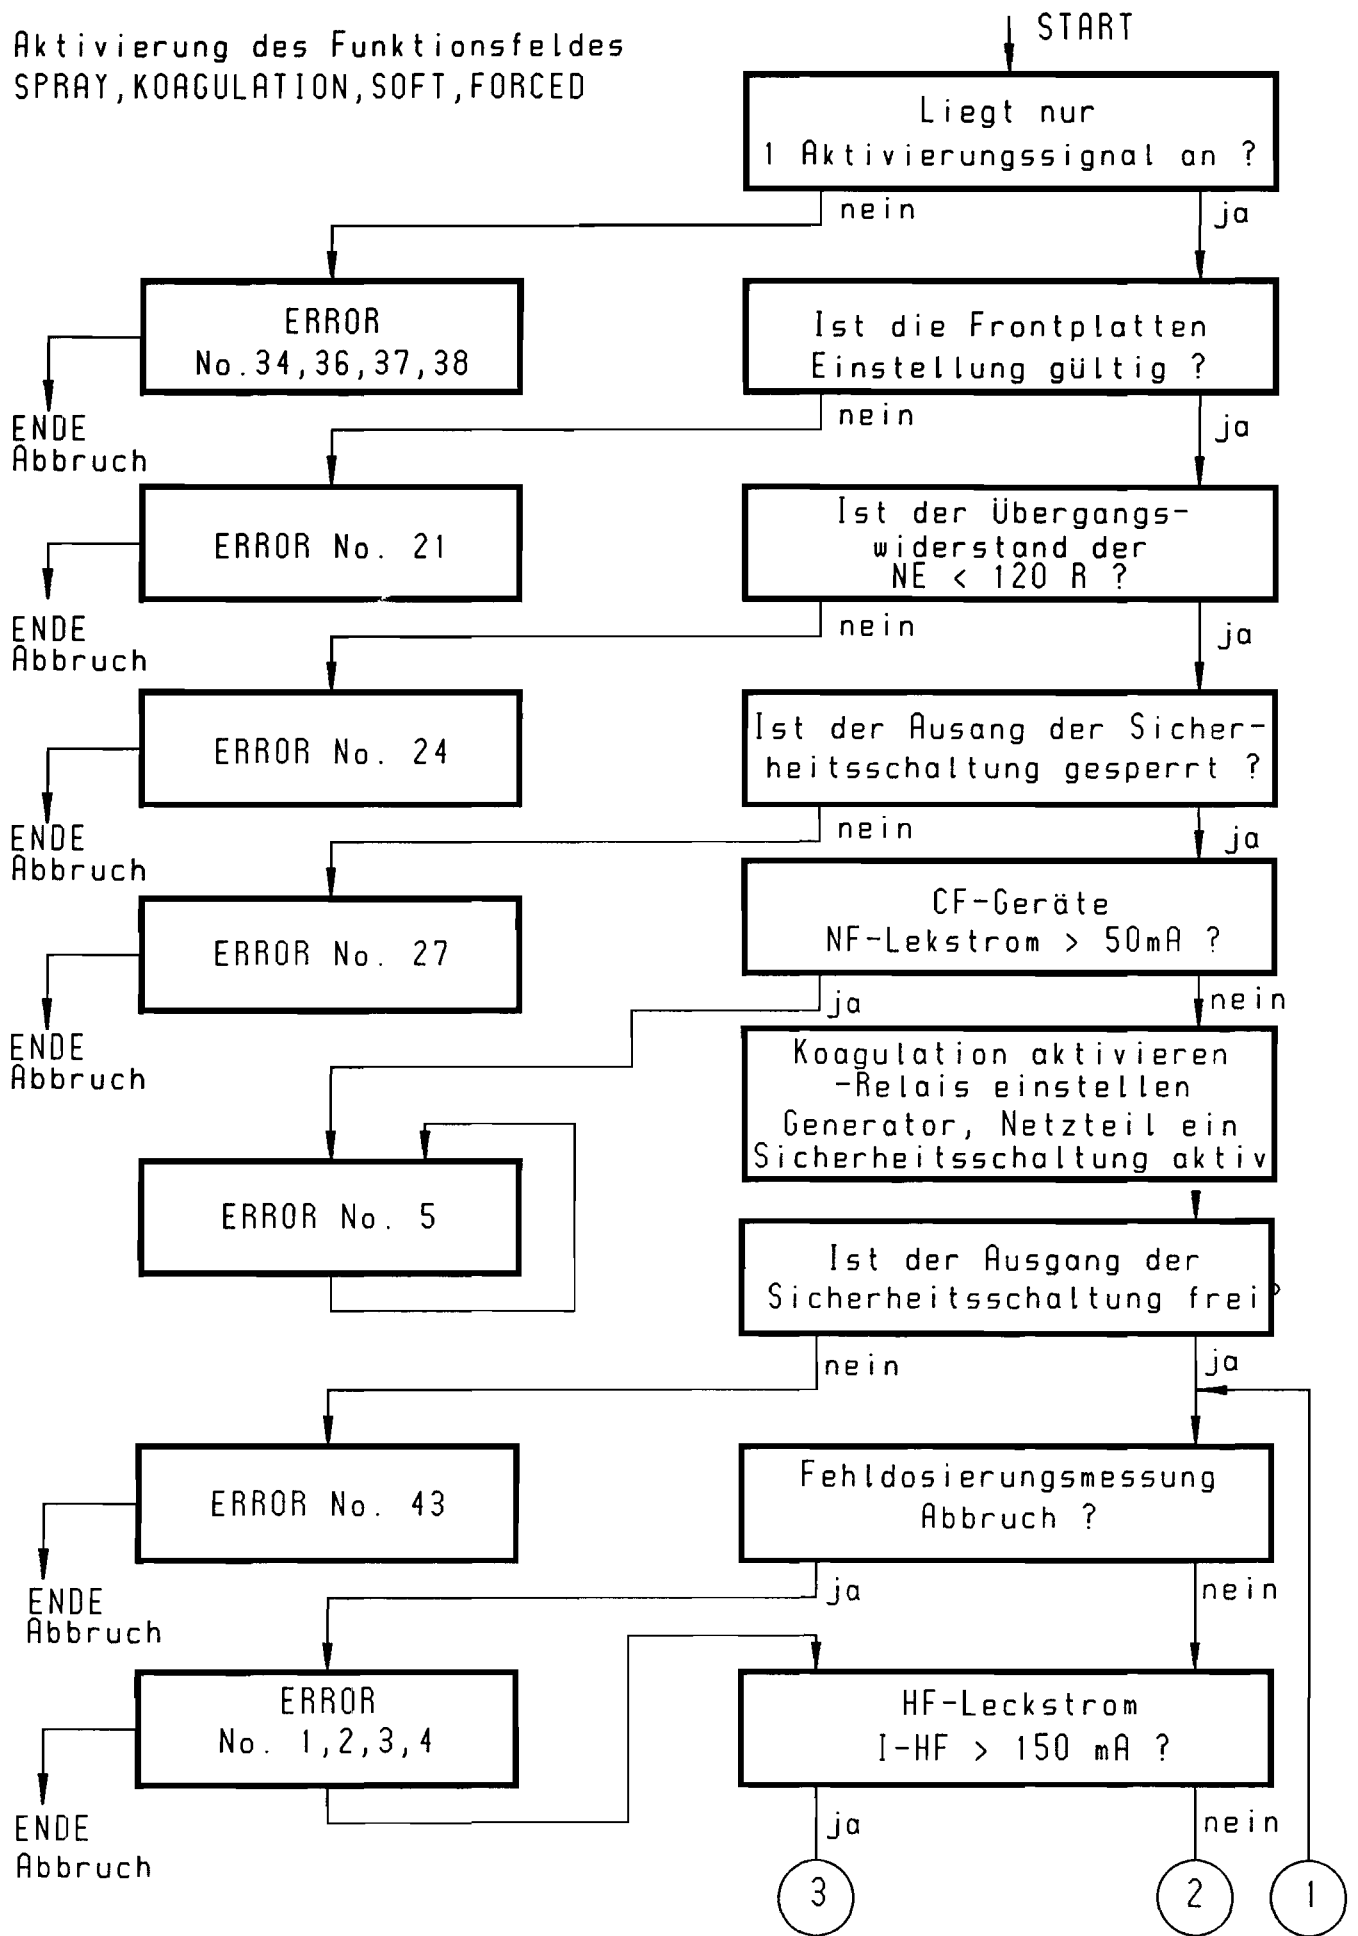 Aktivierung des Funktionsfeldes
SPRAY,KOAGULATION,SOFT,FORCED
START
Liegt nur
1 Aktivierungssignal an ?
nein
ja
ERROR
No.34,36,37,38
ENDE
Abbruch
Ist die Frontplatten
Einstellung gültig ?
nein
ja
ERROR No. 21
ENDE
Abbruch
Ist der Übergangs-
widerstand der
NE < 120 R ?
nein
ja
ERROR No. 24
ENDE
Abbruch
Ist der Ausang der Sicher-
heitsschaltung gesperrt ?
nein
ja
ERROR No. 27
ENDE
Abbruch
CF-Geräte
NF-Lekstrom > 50mA ?
ja
nein
ERROR No. 5
Koagulation aktivieren
-Relais einstellen
Generator, Netzteil ein
Sicherheitsschaltung aktiv
Ist der Ausgang der
Sicherheitsschaltung frei?
nein
ja
ERROR No. 43
ENDE
Abbruch
Fehldosierungsmessung
Abbruch ?
ja
nein
ERROR
No. 1,2,3,4
ENDE
Abbruch
HF-Leckstrom
I-HF > 150 mA ?
ja
nein
3
2
1